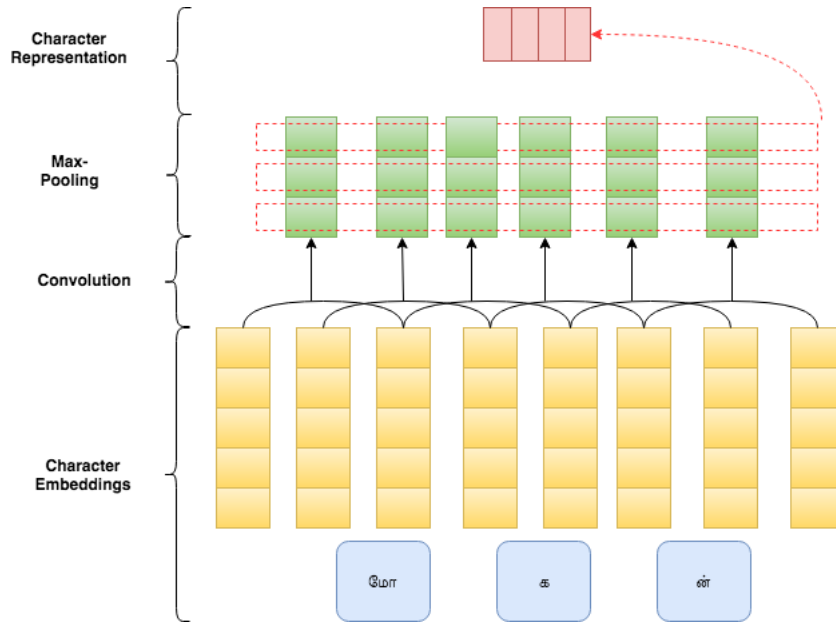 Character
Representation
Max-
Pooling
Convolution
Character
Embeddings
மோ
க
ன்